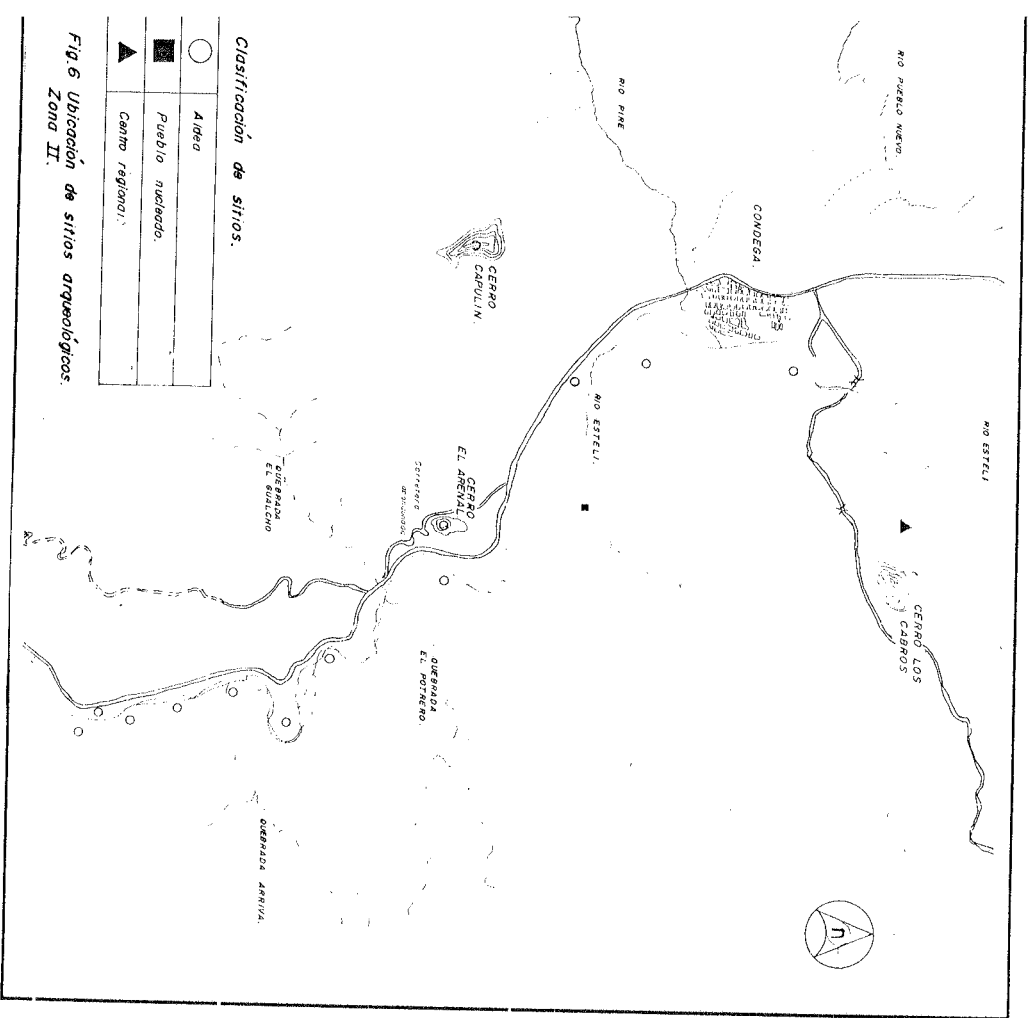 RIO PUEBLO NUEVO.
RIO PIRE
CONDEGA.
RIO ESTELI
CERRO
CAPULIN.
RIO ESTELI.
CERRO
EL ARENAL
Carretera
CERRO LOS
CABROS
QUEBRADA
EL GUALCHO
QUEBRADA
EL POTRERO.
QUEBRADA ARRIVA.
n
Clasificación de sitios.
Aldea
Pueblo nucleado.
Centro regional.
Fig. 6 Ubicación de sitios arqueológicos.
Zona II.